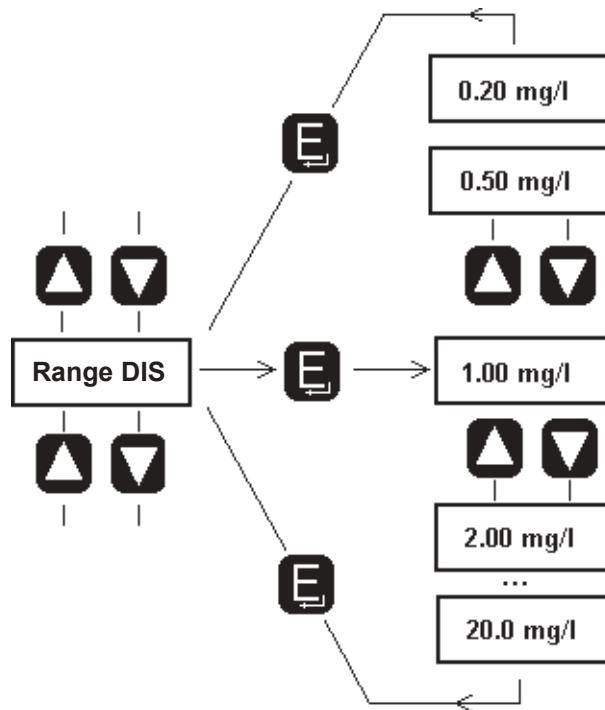 0.20 mg/l
E
0.50 mg/l
Range DIS
E
1.00 mg/l
2.00 mg/l
...
E
20.0 mg/l